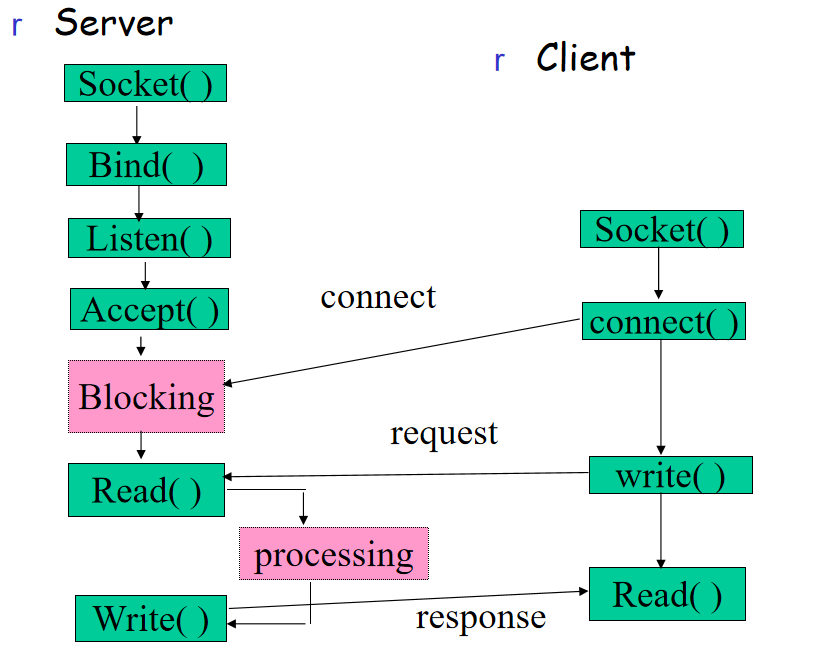 r Server
Socket( )
Bind( )
Listen( )
Accept( )
Blocking
Read( )
processing
Write( )
connect
request
response
r Client
Socket( )
connect( )
write( )
Read( )